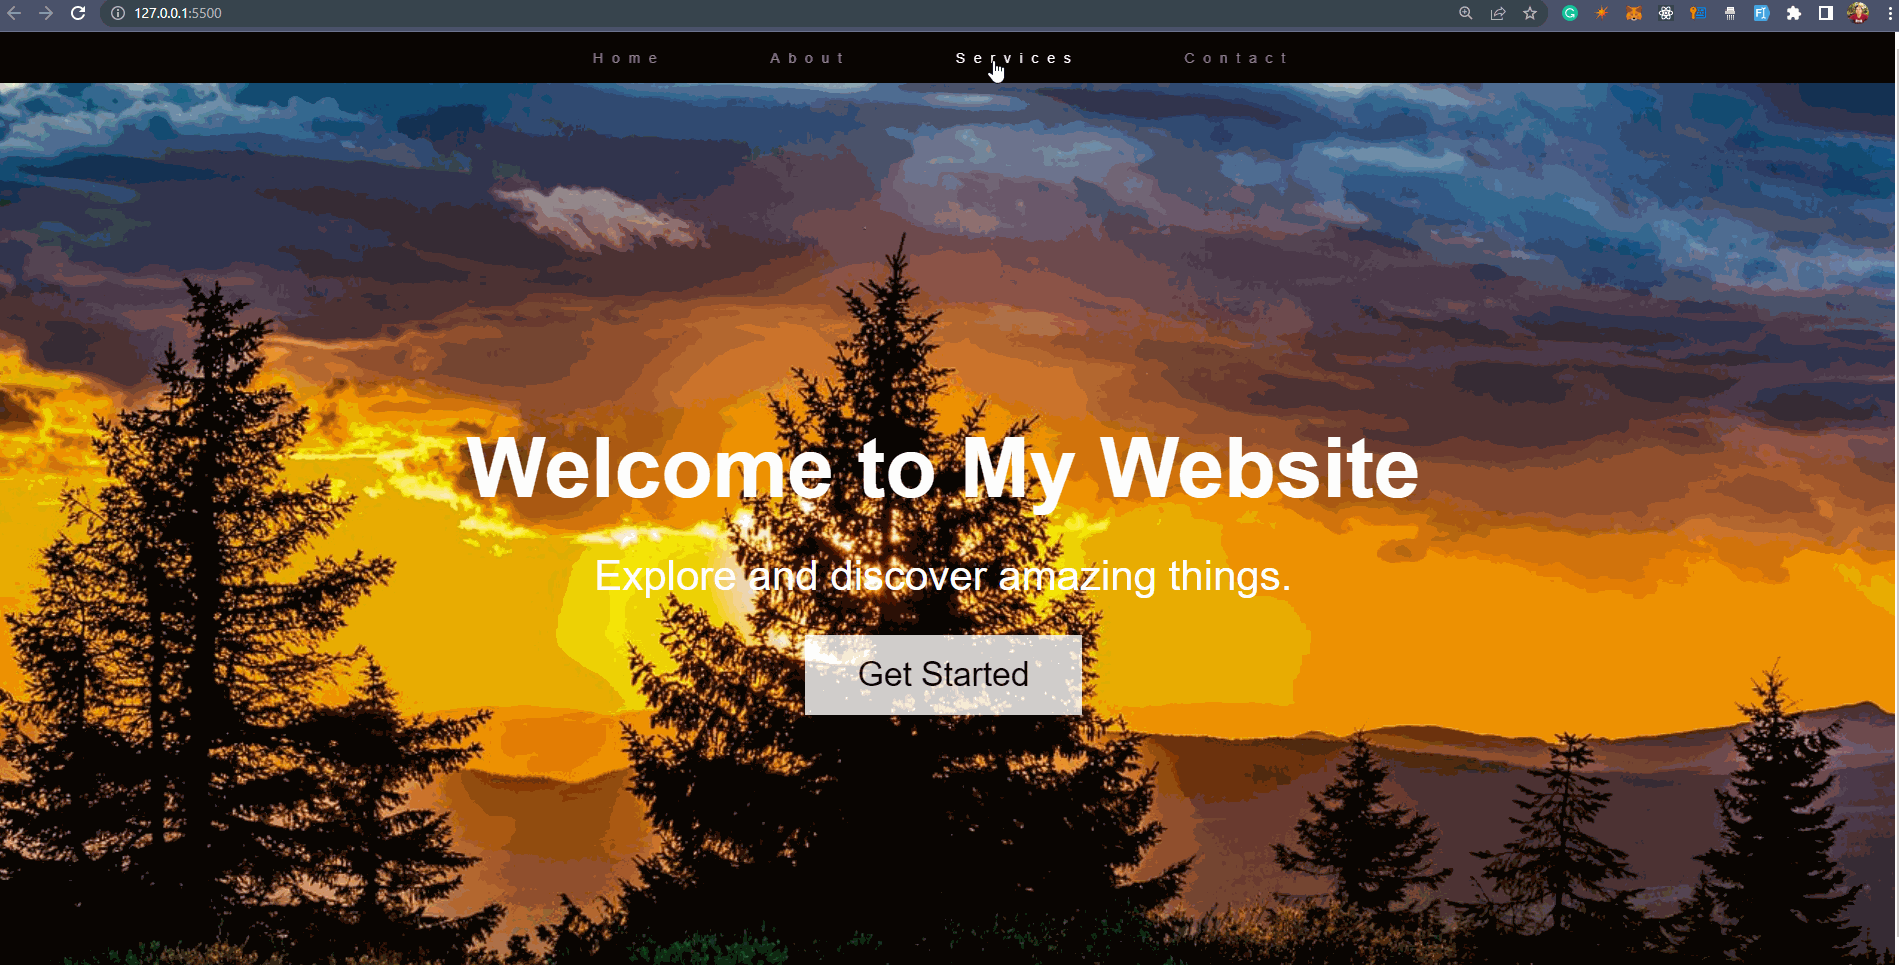 127.0.0.1:5500
Home About Services Contact
Welcome to My Website
Explore and discover amazing things.
Get Started